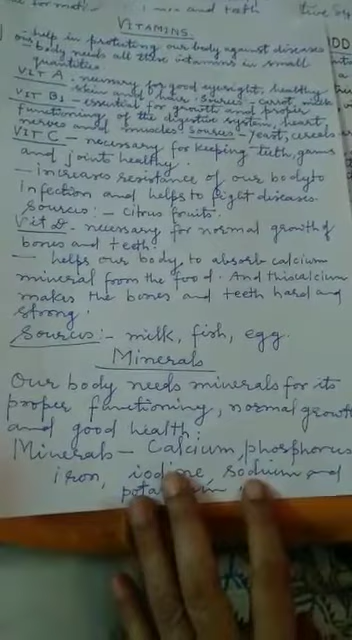 and teeth
VITAMINS
help in protecting our body against diseases
body needs all these vitamins in small
quantities
VIT A - necessary for good eyesight, healthy
skin and hair. Sources - carrot, milk
VIT B1 - essential for growth and proper
functioning of the digestive system, heart,
nerves and muscles Sources - yeast, cereals
VIT C - necessary for keeping teeth, gums
and joints healthy.
- increases resistance of our body to
infection and helps to fight diseases.
Sources :- Citrus fruits.
Vit D - necessary for normal growth of
bones and teeth.
- helps our body to absorb calcium
mineral from the food. And this calcium
makes the bones and teeth hard and
strong.
Sources :- milk, fish, egg.
Minerals
Our body needs minerals for its
proper functioning, normal growth
and good health:
Minerals - Calcium, phosphorus
iron, iodine, sodium and